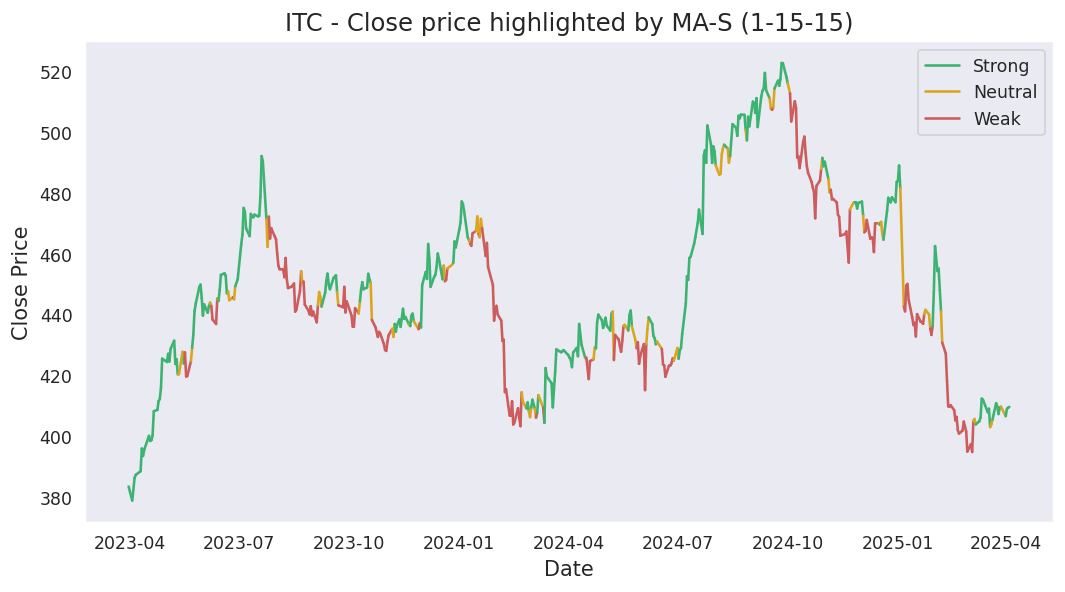 ITC - Close price highlighted by MA-S (1-15-15)
Strong
Neutral
Weak
520
500
480
460
440
420
400
380
Close Price
2023-04 2023-07 2023-10 2024-01 2024-04 2024-07 2024-10 2025-01 2025-04
Date